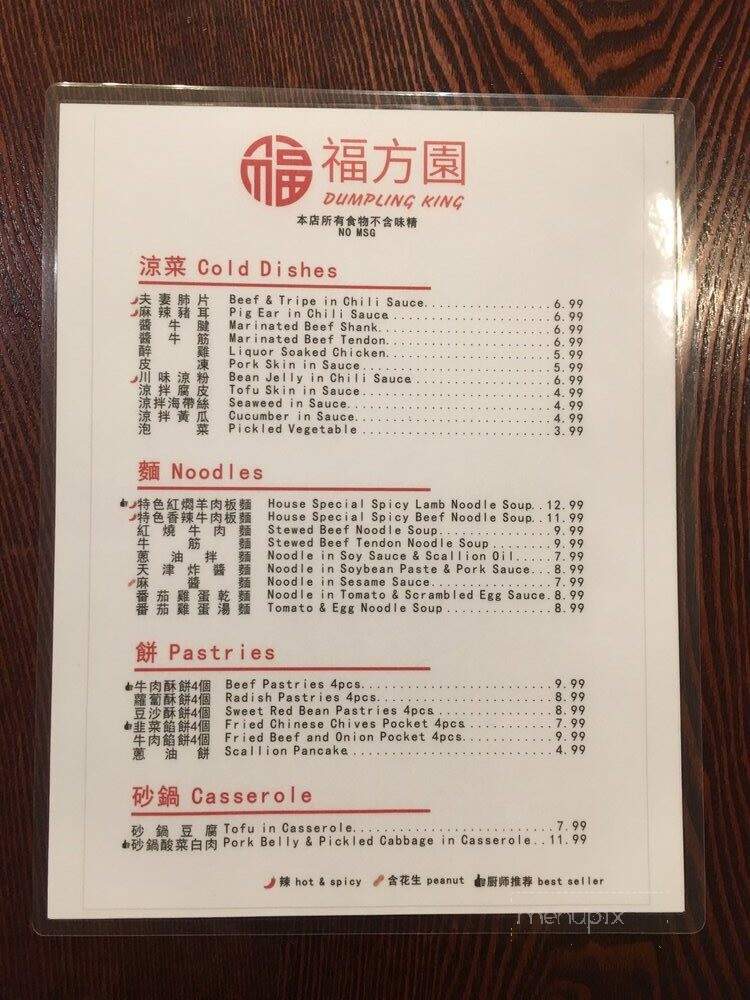 福 福方園
DUMPLING KING
本店所有食物不含味精
NO MSG
涼菜 Cold Dishes
夫妻肺片 Beef & Tripe in Chili Sauce 6.99
麻辣豬耳 Pig Ear in Chili Sauce 6.99
醬牛腱 Marinated Beef Shank 6.99
醬牛筋 Marinated Beef Tendon 6.99
醉雞 Liquor Soaked Chicken 5.99
皮凍 Pork Skin in Sauce 5.99
川味涼粉 Bean Jelly in Chili Sauce 6.99
涼拌腐皮 Tofu Skin in Sauce 4.99
涼拌海帶絲 Seaweed in Sauce 4.99
涼拌黃瓜 Cucumber in Sauce 4.99
泡菜 Pickled Vegetable 3.99
麵 Noodles
特色紅燜羊肉板麵 House Special Spicy Lamb Noodle Soup 12.99
特色香辣牛肉板麵 House Special Spicy Beef Noodle Soup 11.99
紅燒牛肉麵 Stewed Beef Noodle Soup 9.99
牛筋麵 Stewed Beef Tendon Noodle Soup 9.99
蔥油拌麵 Noodle in Soy Sauce & Scallion Oil 7.99
天津炸醬麵 Noodle in Soybean Paste & Pork Sauce 8.99
麻醬麵 Noodle in Sesame Sauce 7.99
番茄雞蛋乾麵 Noodle in Tomato & Scrambled Egg Sauce 8.99
番茄雞蛋湯麵 Tomato & Egg Noodle Soup 8.99
餅 Pastries
牛肉酥餅4個 Beef Pastries 4pcs 9.99
蘿蔔酥餅4個 Radish Pastries 4pcs 8.99
豆沙酥餅4個 Sweet Red Bean Pastries 4pcs 8.99
韭菜餡餅4個 Fried Chinese Chives Pocket 4pcs 7.99
牛肉餡餅4個 Fried Beef and Onion Pocket 4pcs 9.99
蔥油餅 Scallion Pancake 4.99
砂鍋 Casserole
砂鍋豆腐 Tofu in Casserole 7.99
砂鍋酸菜白肉 Pork Belly & Pickled Cabbage in Casserole 11.99
辣 hot & spicy 含花生 peanut 厨师推荐 best seller
menupix